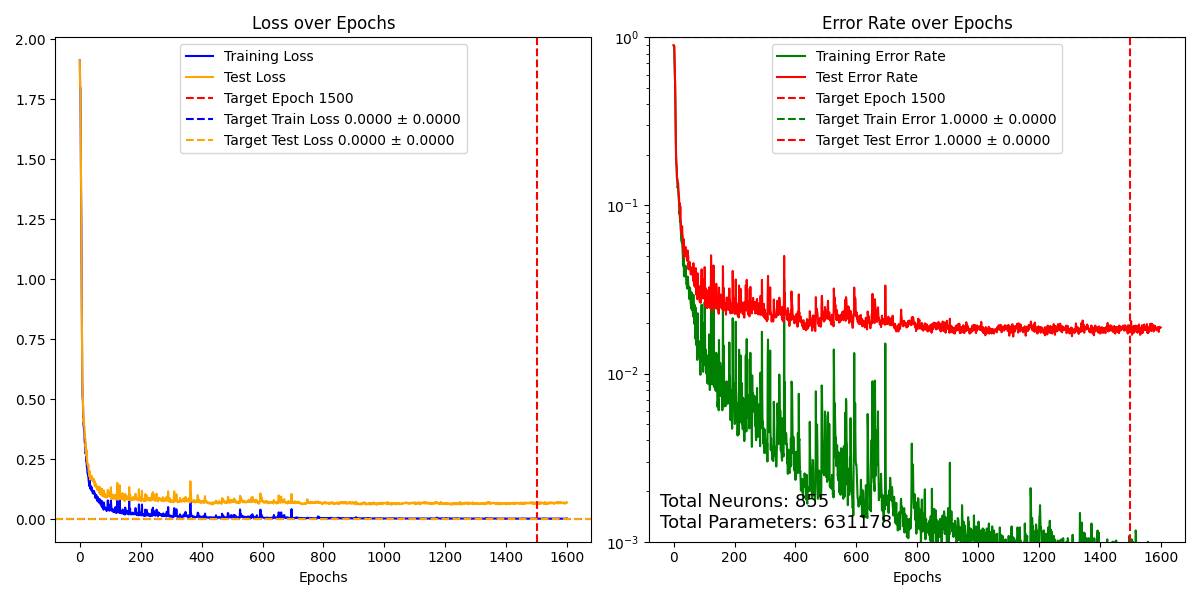 Loss over Epochs
2.00
1.75
1.50
1.25
1.00
0.75
0.50
0.25
0.00
Training Loss
Test Loss
Target Epoch 1500
Target Train Loss 0.0000 ± 0.0000
Target Test Loss 0.0000 ± 0.0000
0 200 400 600 800 1000 1200 1400 1600
Epochs
Error Rate over Epochs
10⁰
10⁻¹
10⁻²
10⁻³
Training Error Rate
Test Error Rate
Target Epoch 1500
Target Train Error 1.0000 ± 0.0000
Target Test Error 1.0000 ± 0.0000
Total Neurons: 855
Total Parameters: 631178
0 200 400 600 800 1000 1200 1400 1600
Epochs